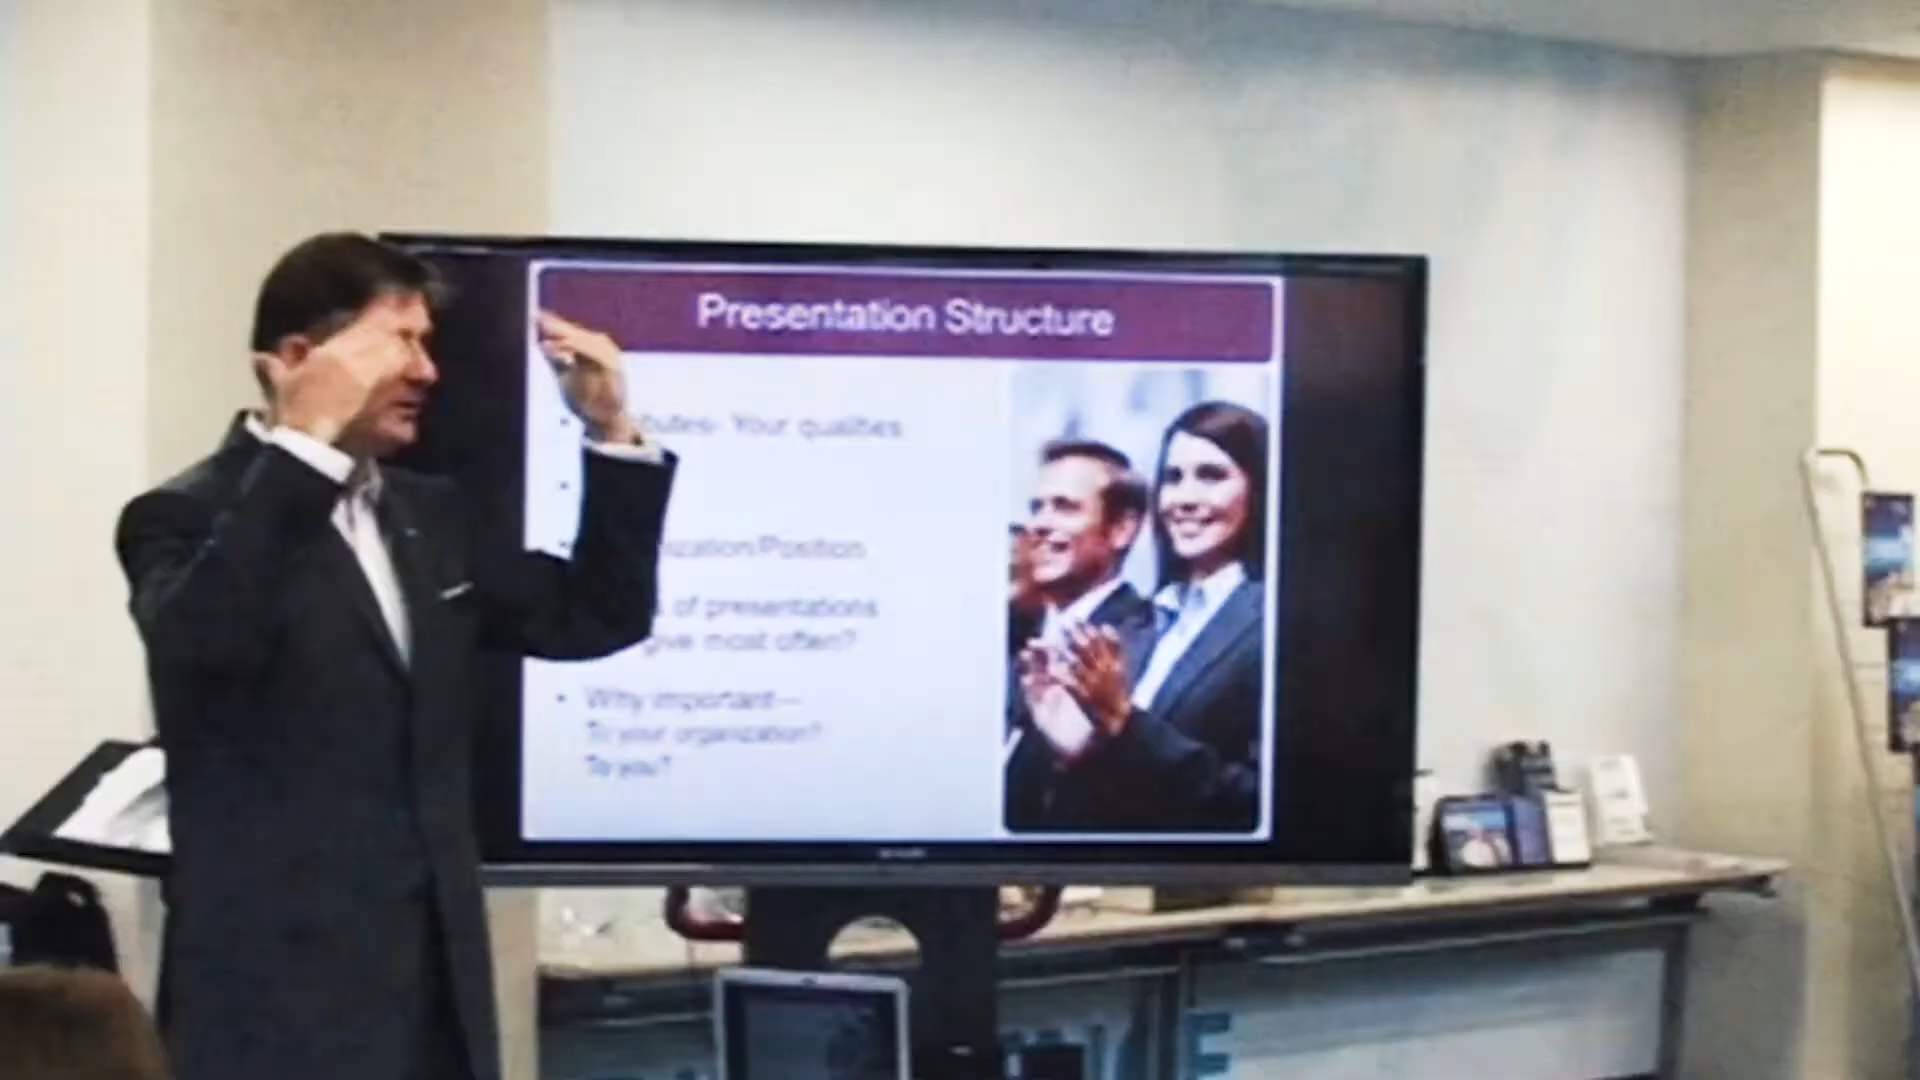 Presentation Structure
Your qualities
of presentations
give most often?
• Why important—
To your organization?
To you?